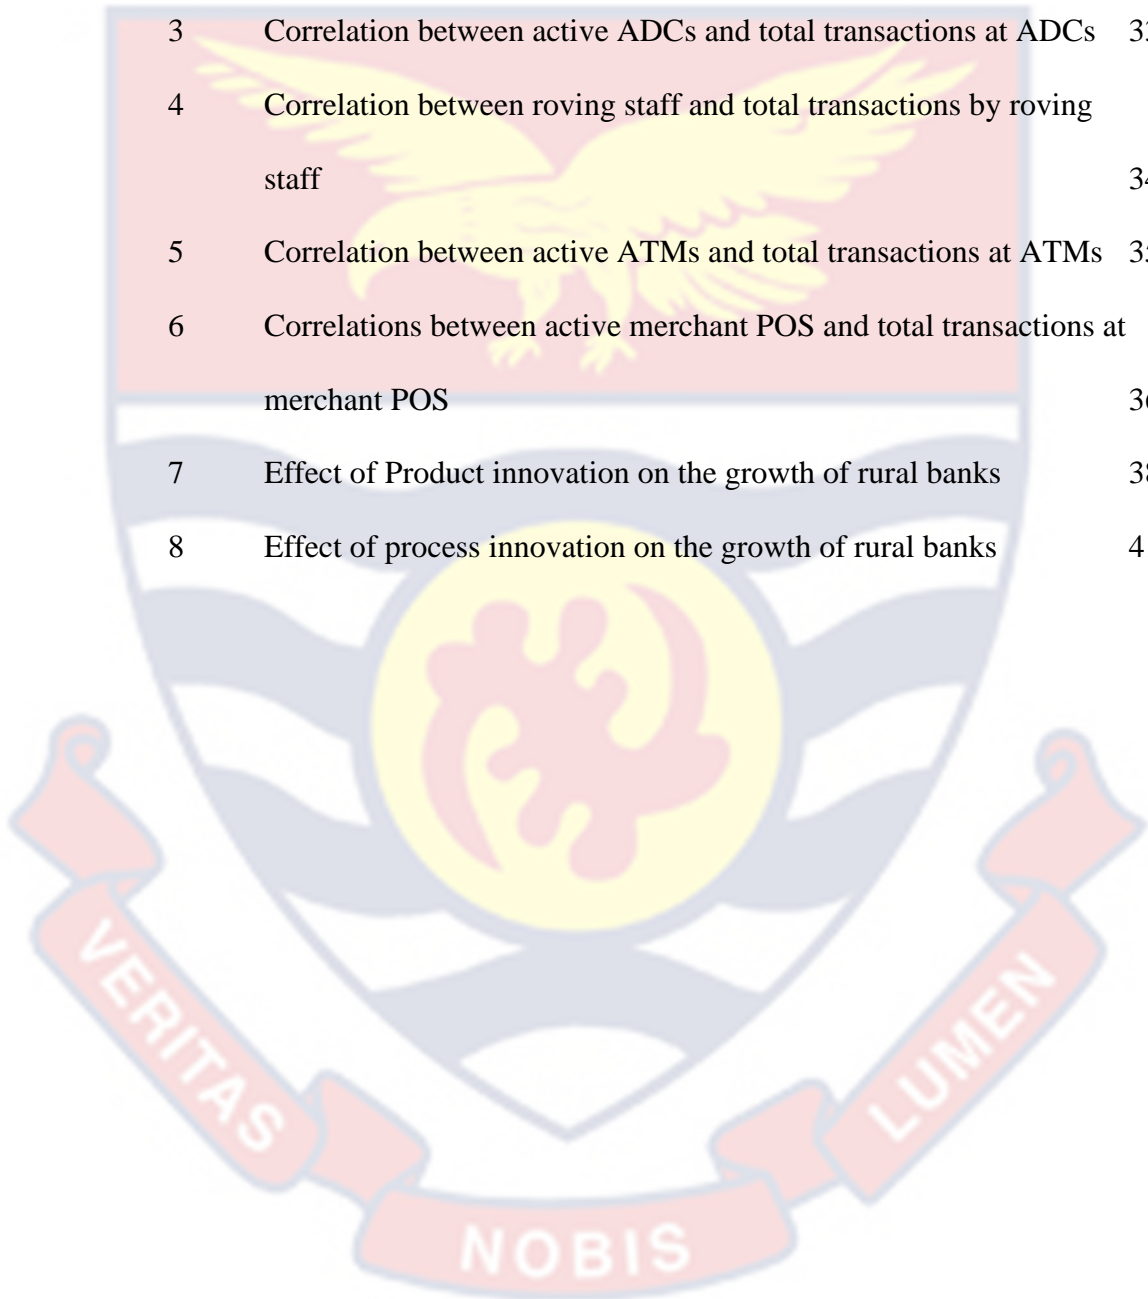 3 Correlation between active ADCs and total transactions at ADCs
4 Correlation between roving staff and total transactions by roving
staff
5 Correlation between active ATMs and total transactions at ATMs
6 Correlations between active merchant POS and total transactions at
merchant POS
7 Effect of Product innovation on the growth of rural banks
8 Effect of process innovation on the growth of rural banks
VERITAS
NOBIS
LUMEN